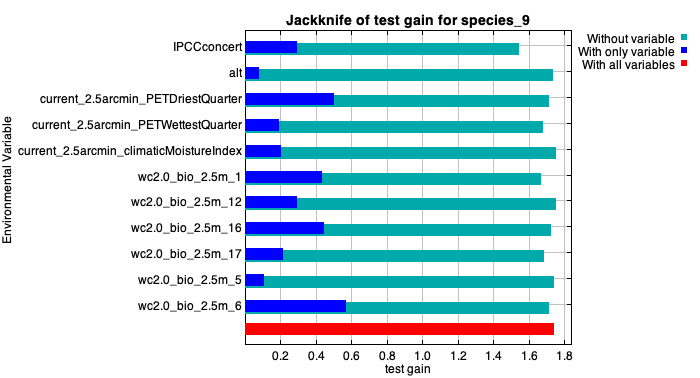 Jackknife of test gain for species_9
Without variable
With only variable
With all variables
Environmental Variable
IPCCconcert
alt
current_2.5arcmin_PETDriestQuarter
current_2.5arcmin_PETWettestQuarter
current_2.5arcmin_climaticMoistureIndex
wc2.0_bio_2.5m_1
wc2.0_bio_2.5m_12
wc2.0_bio_2.5m_16
wc2.0_bio_2.5m_17
wc2.0_bio_2.5m_5
wc2.0_bio_2.5m_6
0.2 0.4 0.6 0.8 1.0 1.2 1.4 1.6 1.8
test gain